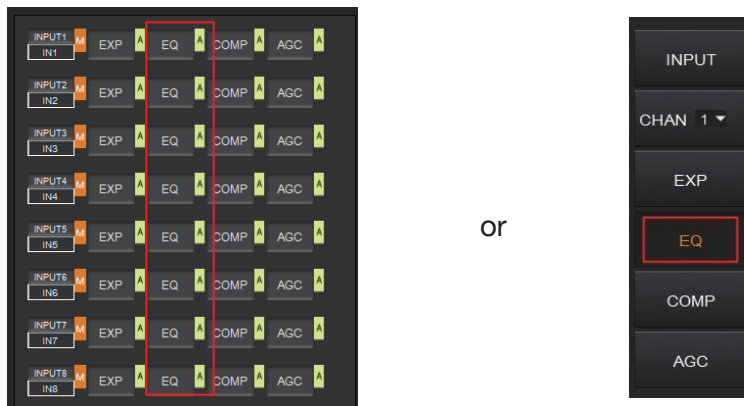 INPUT1 M EXP A EQ A COMP A AGC A
IN1
INPUT2 M EXP A EQ A COMP A AGC A
IN2
INPUT3 M EXP A EQ A COMP A AGC A
IN3
INPUT4 M EXP A EQ A COMP A AGC A
IN4
INPUT5 M EXP A EQ A COMP A AGC A
IN5
INPUT6 M EXP A EQ A COMP A AGC A
IN6
INPUT7 M EXP A EQ A COMP A AGC A
IN7
INPUT8 M EXP A EQ A COMP A AGC A
IN8
or
INPUT
CHAN 1
EXP
EQ
COMP
AGC